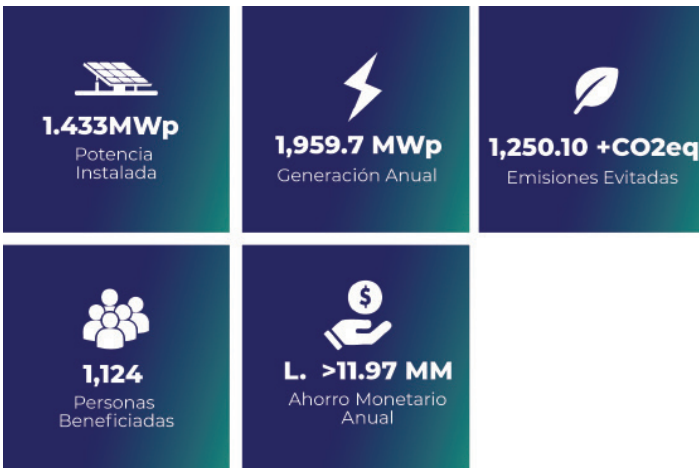 1.433MWp
Potencia
Instalada
1,959.7 MWp
Generación Anual
1,250.10 +CO2eq
Emisiones Evitadas
1,124
Personas
Beneficiadas
$
L. >11.97 MM
Ahorro Monetario
Anual